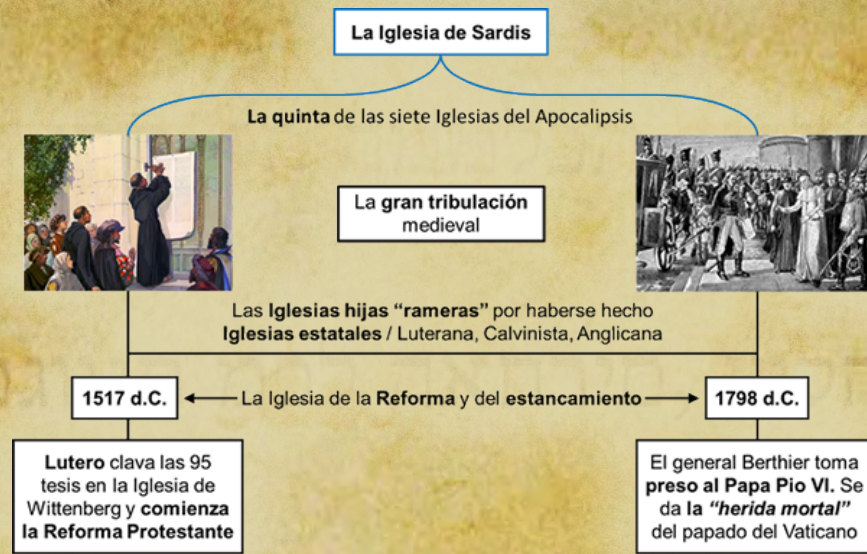 La Iglesia de Sardis
La quinta de las siete Iglesias del Apocalipsis
La gran tribulación
medieval
Las Iglesias hijas “rameras” por haberse hecho
Iglesias estatales / Luterana, Calvinista, Anglicana
1517 d.C.
La Iglesia de la Reforma y del estancamiento
1798 d.C.
Lutero clava las 95
tesis en la Iglesia de
Wittenberg y comienza
la Reforma Protestante
El general Berthier toma
preso al Papa Pio VI. Se
da la “herida mortal”
del papado del Vaticano